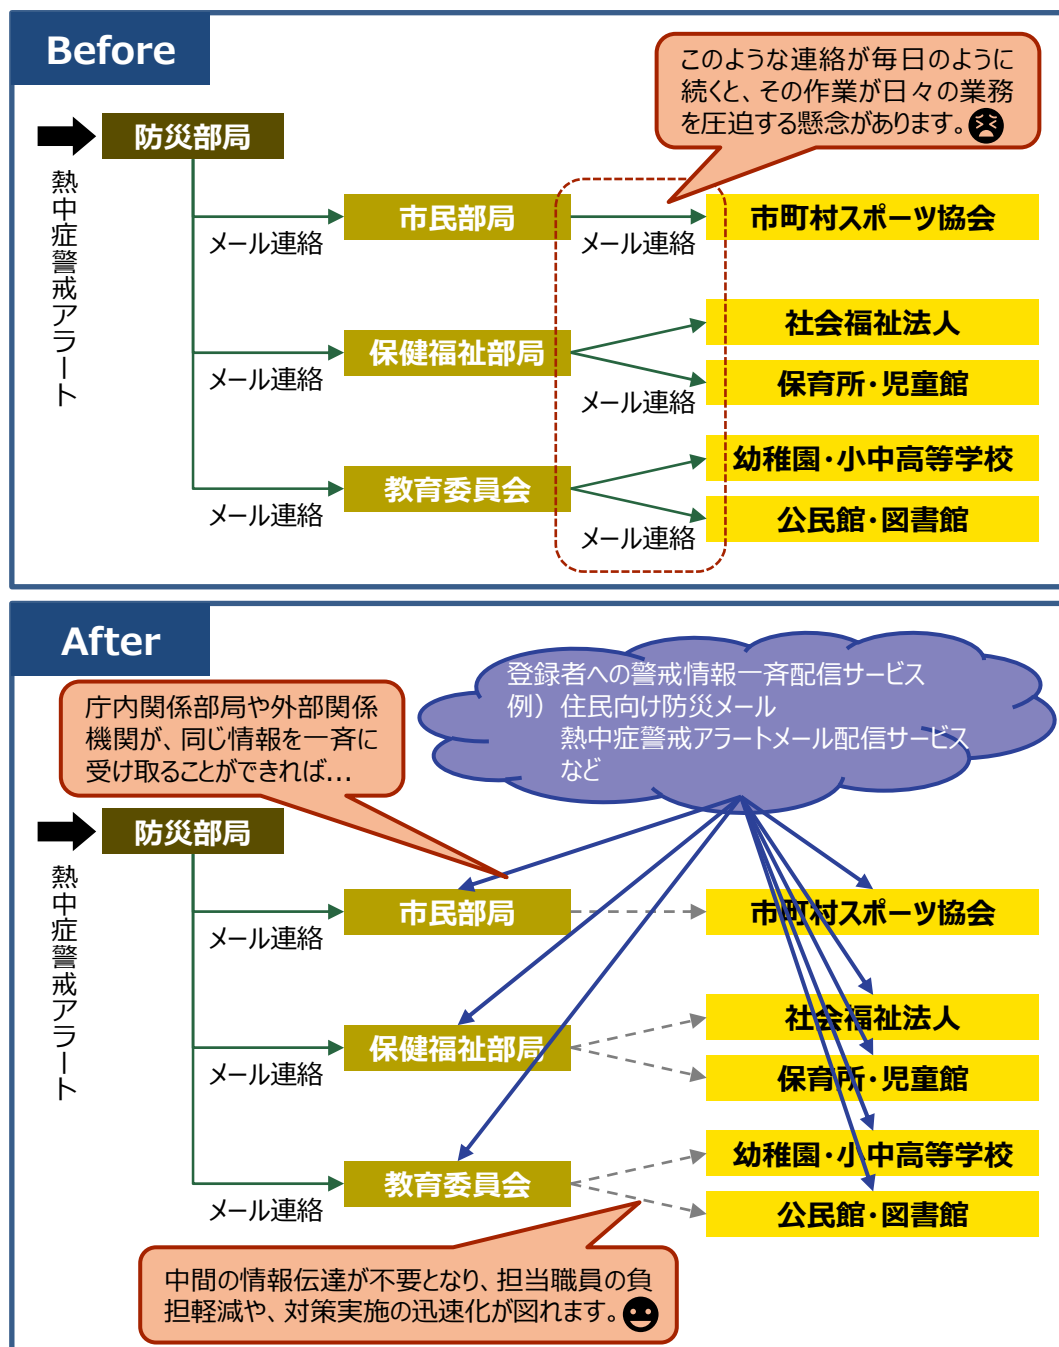 Before
このような連絡が毎日のように
続くと、その作業が日々の業務
を圧迫する懸念があります。
防災部局
熱中症警戒アラート
市民部局
市町村スポーツ協会
メール連絡
メール連絡
社会福祉法人
保健福祉部局
保育所・児童館
メール連絡
メール連絡
幼稚園・小中高等学校
教育委員会
公民館・図書館
メール連絡
メール連絡
After
登録者への警戒情報一斉配信サービス
例）住民向け防災メール
熱中症警戒アラートメール配信サービス
など
庁内関係部局や外部関係
機関が、同じ情報を一斉に
受け取ることができれば…
防災部局
熱中症警戒アラート
市民部局
市町村スポーツ協会
メール連絡
社会福祉法人
保健福祉部局
保育所・児童館
メール連絡
幼稚園・小中高等学校
教育委員会
公民館・図書館
メール連絡
中間の情報伝達が不要となり、担当職員の負
担軽減や、対策実施の迅速化が図れます。